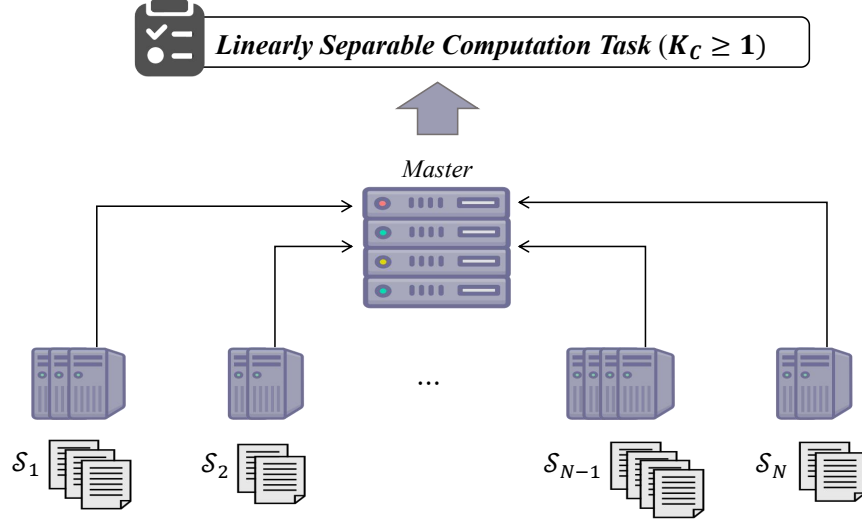 Linearly Separable Computation Task (K_C ≥ 1)
Master
...
𝒮_1
𝒮_2
𝒮_{N−1}
𝒮_N